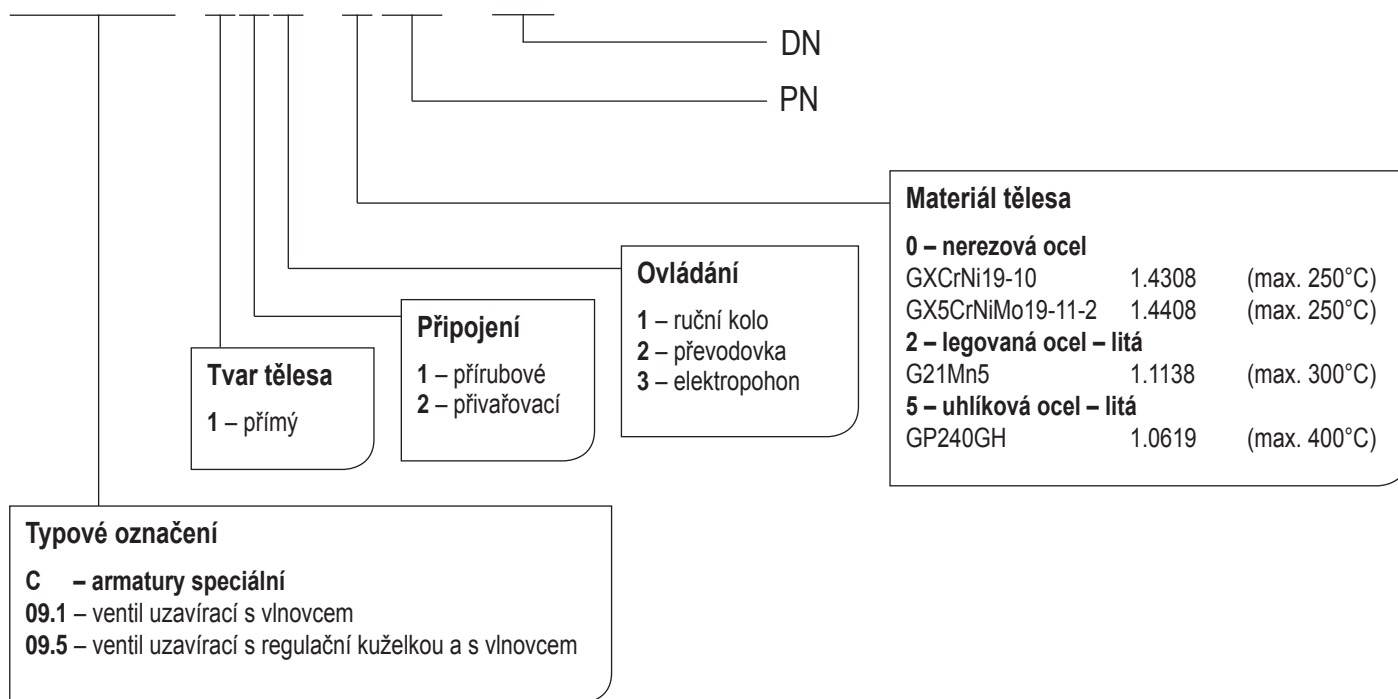 DN
PN
Materiál tělesa
0 – nerezová ocel
GXCrNi19-10 1.4308 (max. 250°C)
GX5CrNiMo19-11-2 1.4408 (max. 250°C)
2 – legovaná ocel – litá
G21Mn5 1.1138 (max. 300°C)
5 – uhlíková ocel – litá
GP240GH 1.0619 (max. 400°C)
Ovládání
1 – ruční kolo
2 – převodovka
3 – elektropohon
Připojení
1 – přírubové
2 – přivařovací
Tvar tělesa
1 – přímý
Typové označení
C – armatury speciální
09.1 – ventil uzavírací s vlnovcem
09.5 – ventil uzavírací s regulační kuželkou a s vlnovcem